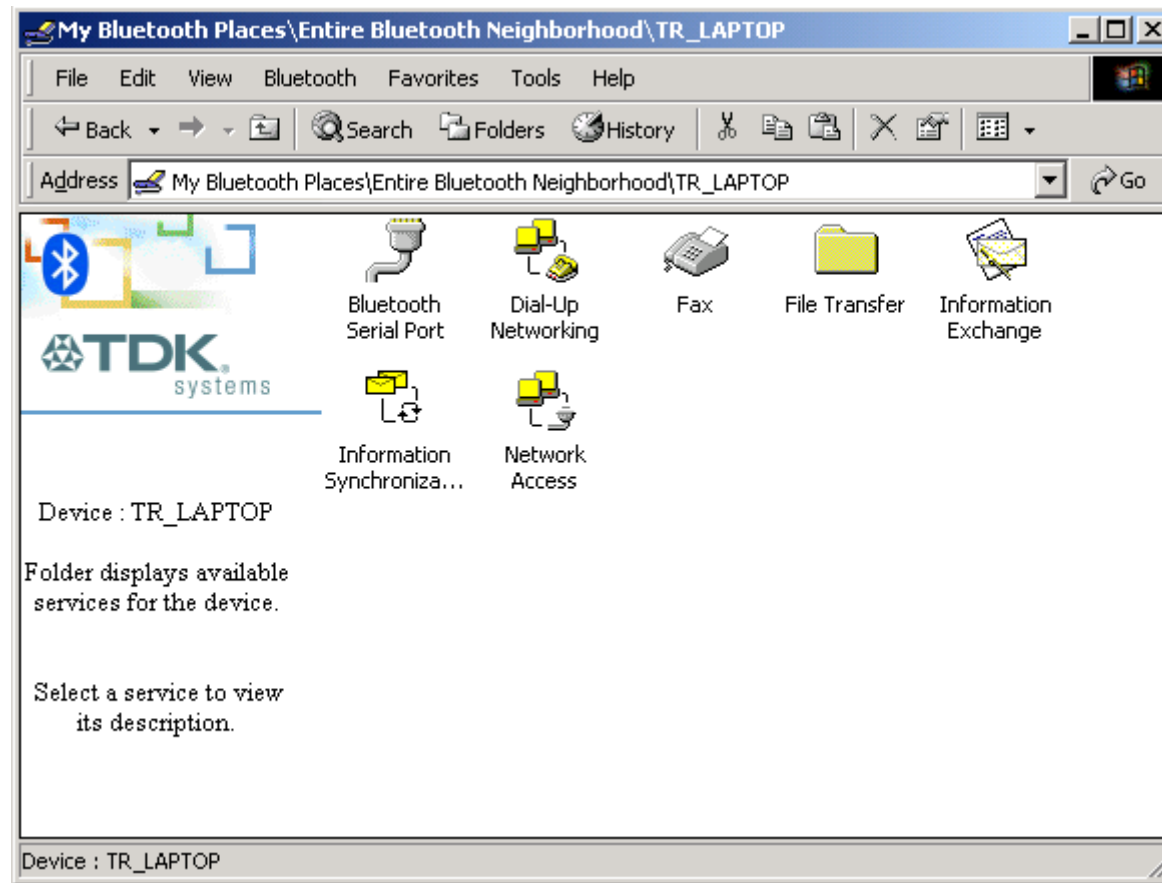 My Bluetooth Places\Entire Bluetooth Neighborhood\TR_LAPTOP
File Edit View Bluetooth Favorites Tools Help
Back Search Folders History
Address My Bluetooth Places\Entire Bluetooth Neighborhood\TR_LAPTOP Go
TDK®
systems
Device : TR_LAPTOP
Folder displays available
services for the device.
Select a service to view
its description.
Bluetooth
Serial Port
Dial-Up
Networking
Fax
File Transfer
Information
Exchange
Information
Synchroniza...
Network
Access
Device : TR_LAPTOP